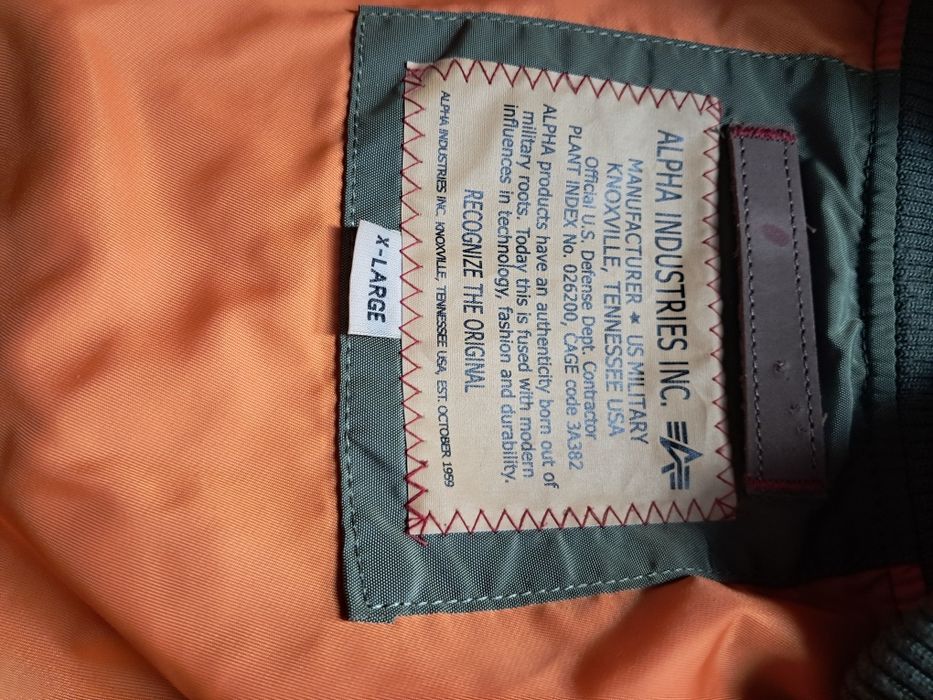 ALPHA INDUSTRIES INC.
MANUFACTURER * US MILITARY
KNOXVILLE, TENNESSEE USA
Official U.S. Defense Dept. Contractor
PLANT INDEX No. 026200, CAGE code 3A382
ALPHA products have an authenticity born out of
military roots. Today this is fused with modern
influences in technology, fashion and durability.
RECOGNIZE THE ORIGINAL
ALPHA INDUSTRIES INC. KNOXVILLE, TENNESSEE USA, EST. OCTOBER 1959
X-LARGE